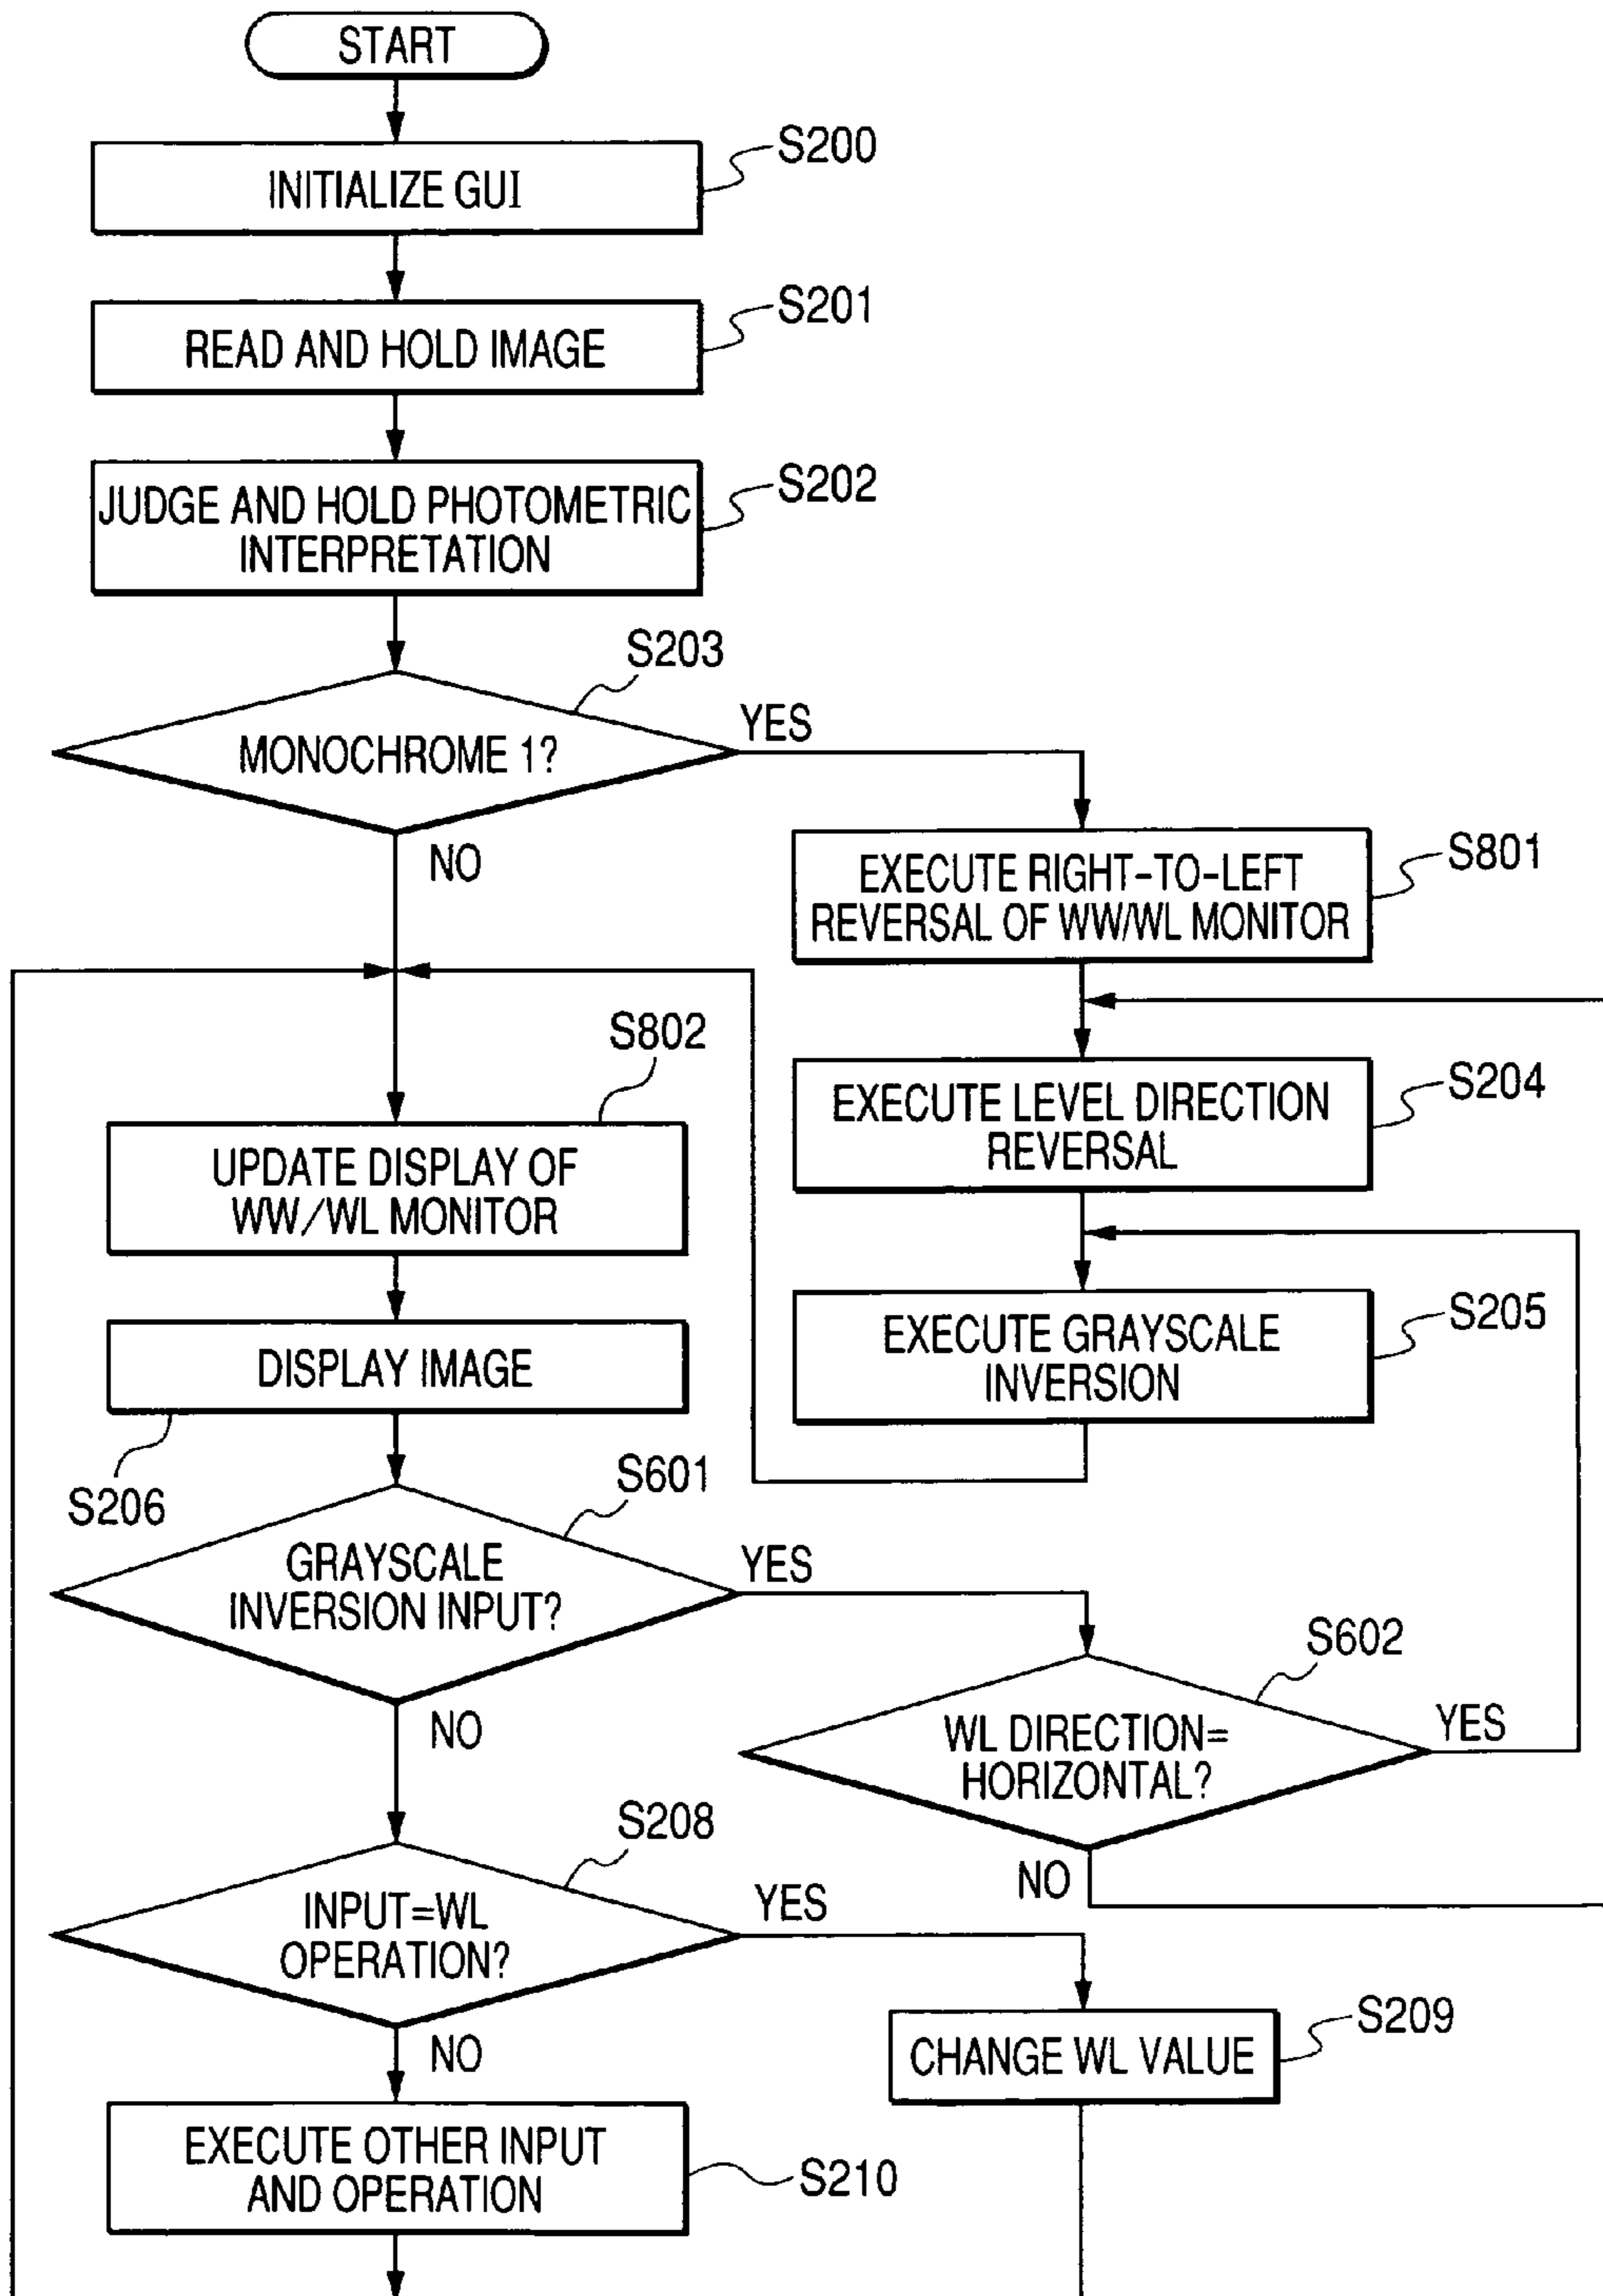 START
INITIALIZE GUI
S200
READ AND HOLD IMAGE
S201
JUDGE AND HOLD PHOTOMETRIC
INTERPRETATION
S202
MONOCHROME 1?
S203
YES
NO
EXECUTE RIGHT-TO-LEFT
REVERSAL OF WW/WL MONITOR
S801
EXECUTE LEVEL DIRECTION
REVERSAL
S204
EXECUTE GRAYSCALE
INVERSION
S205
UPDATE DISPLAY OF
WW/WL MONITOR
S802
DISPLAY IMAGE
S206
GRAYSCALE
INVERSION INPUT?
S601
YES
NO
WL DIRECTION=
HORIZONTAL?
S602
YES
NO
INPUT=WL
OPERATION?
S208
YES
NO
CHANGE WL VALUE
S209
EXECUTE OTHER INPUT
AND OPERATION
S210